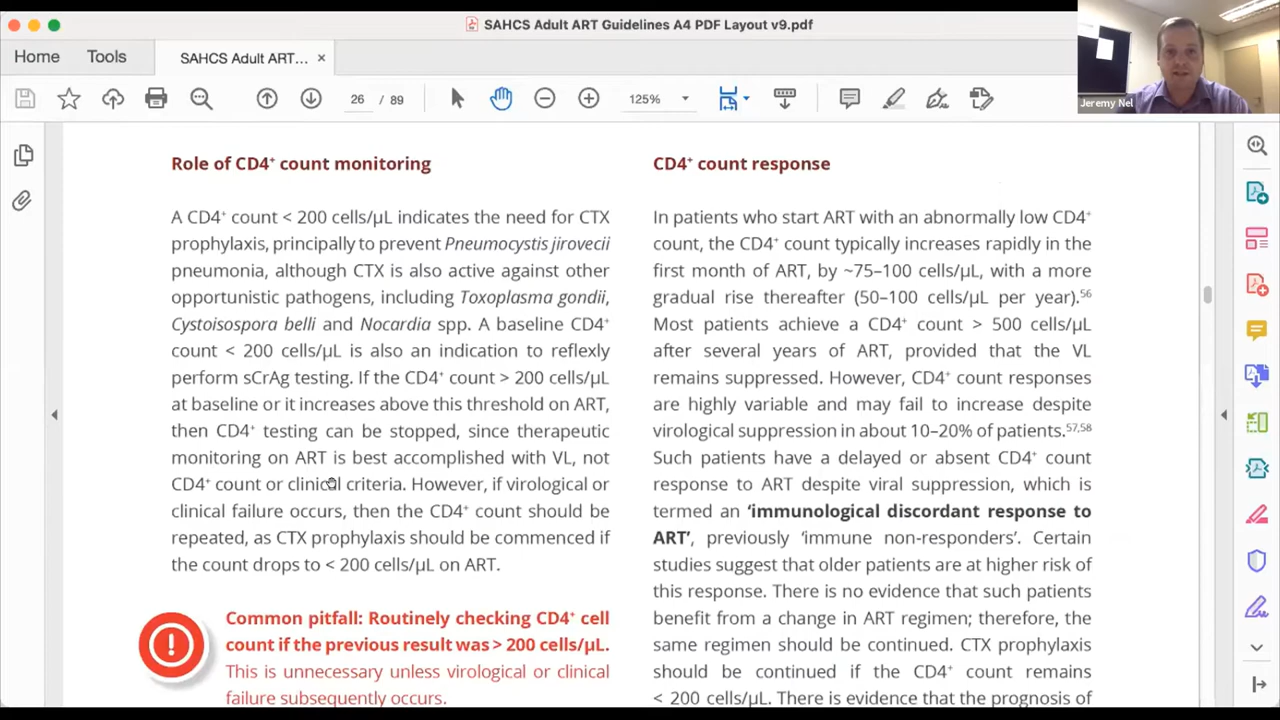 SAHCS Adult ART Guidelines A4 PDF Layout v9.pdf
Home
Tools
SAHCS Adult ART...
×
26 / 89
125%
Jeremy Nel
Role of CD4⁺ count monitoring
A CD4⁺ count < 200 cells/µL indicates the need for CTX
prophylaxis, principally to prevent Pneumocystis jirovecii
pneumonia, although CTX is also active against other
opportunistic pathogens, including Toxoplasma gondii,
Cystoisospora belli and Nocardia spp. A baseline CD4⁺
count < 200 cells/µL is also an indication to reflexly
perform sCrAg testing. If the CD4⁺ count > 200 cells/µL
at baseline or it increases above this threshold on ART,
then CD4⁺ testing can be stopped, since therapeutic
monitoring on ART is best accomplished with VL, not
CD4⁺ count or clinical criteria. However, if virological or
clinical failure occurs, then the CD4⁺ count should be
repeated, as CTX prophylaxis should be commenced if
the count drops to < 200 cells/µL on ART.
!
Common pitfall: Routinely checking CD4⁺ cell
count if the previous result was > 200 cells/µL.
This is unnecessary unless virological or clinical
failure subsequently occurs.
CD4⁺ count response
In patients who start ART with an abnormally low CD4⁺
count, the CD4⁺ count typically increases rapidly in the
first month of ART, by ~75–100 cells/µL, with a more
gradual rise thereafter (50–100 cells/µL per year).⁵⁶
Most patients achieve a CD4⁺ count > 500 cells/µL
after several years of ART, provided that the VL
remains suppressed. However, CD4⁺ count responses
are highly variable and may fail to increase despite
virological suppression in about 10–20% of patients.⁵⁷,⁵⁸
Such patients have a delayed or absent CD4⁺ count
response to ART despite viral suppression, which is
termed an ‘immunological discordant response to
ART’, previously ‘immune non-responders’. Certain
studies suggest that older patients are at higher risk of
this response. There is no evidence that such patients
benefit from a change in ART regimen; therefore, the
same regimen should be continued. CTX prophylaxis
should be continued if the CD4⁺ count remains
< 200 cells/µL. There is evidence that the prognosis of